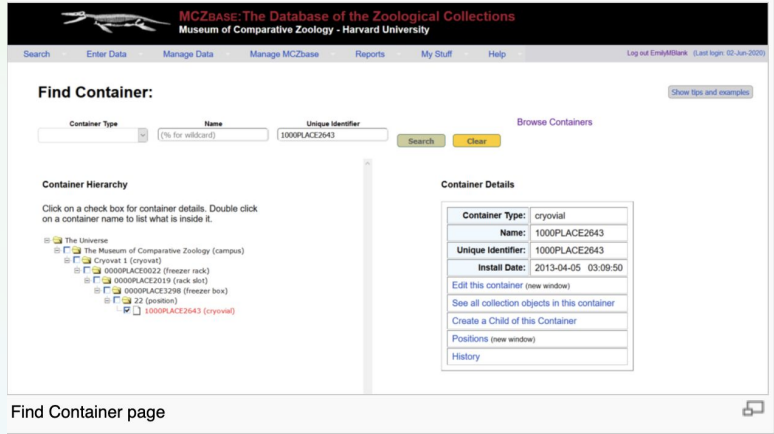 MCZBASE:The Database of the Zoological Collections
Museum of Comparative Zoology - Harvard University
Search Enter Data Manage Data Manage MCZbase Reports My Stuff Help Log out EmilyMBlank (Last login: 02-Jun-2020)
Find Container:
Show tips and examples
Container Type Name Unique Identifier
Browse Containers
(% for wildcard) 1000PLACE2643 Search Clear
Container Hierarchy
Click on a check box for container details. Double click
on a container name to list what is inside it.
The Universe
The Museum of Comparative Zoology (campus)
Cryovat 1 (cryovat)
0000PLACE0022 (freezer rack)
0000PLACE2019 (rack slot)
0000PLACE3298 (freezer box)
22 (position)
1000PLACE2643 (cryovial)
Container Details
Container Type: cryovial
Name: 1000PLACE2643
Unique Identifier: 1000PLACE2643
Install Date: 2013-04-05 03:09:50
Edit this container (new window)
See all collection objects in this container
Create a Child of this Container
Positions (new window)
History
Find Container page